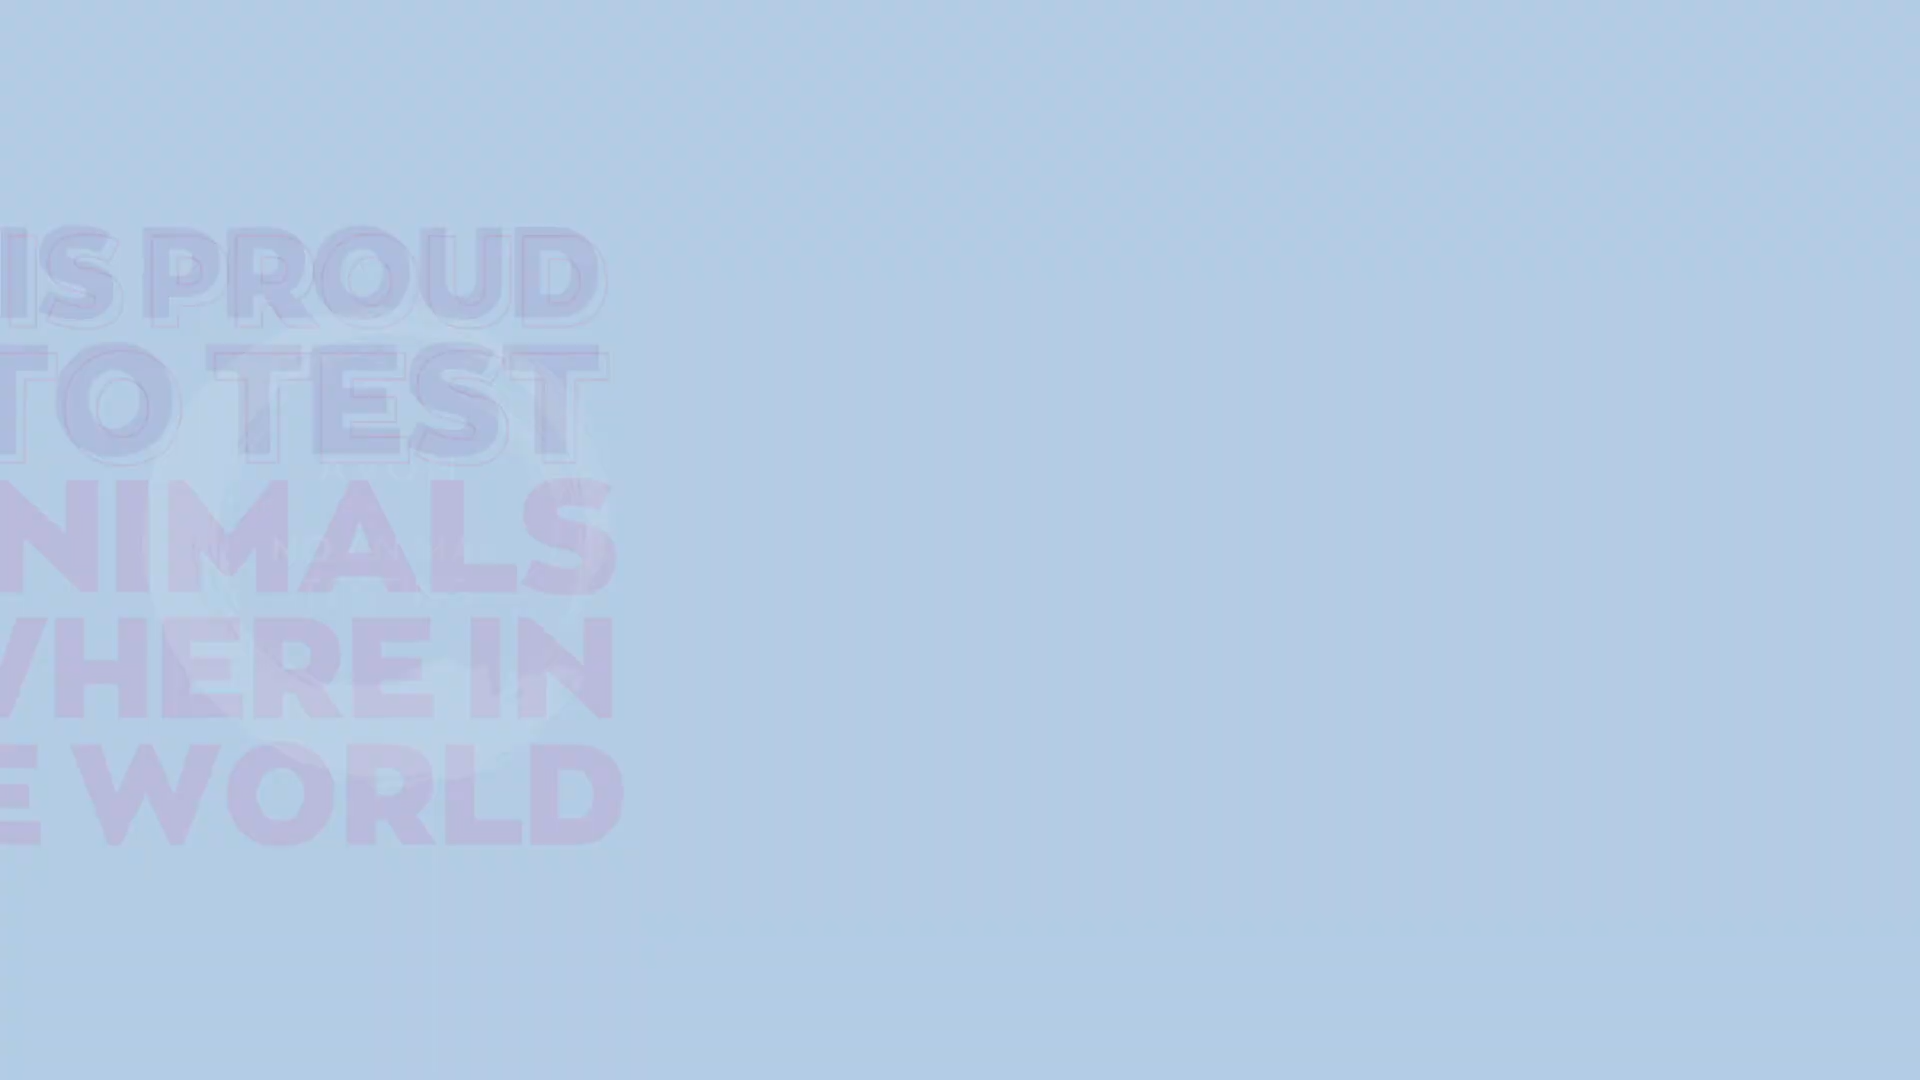 IS PROUD
TO TEST
NIMALS
WHERE IN
E WORLD